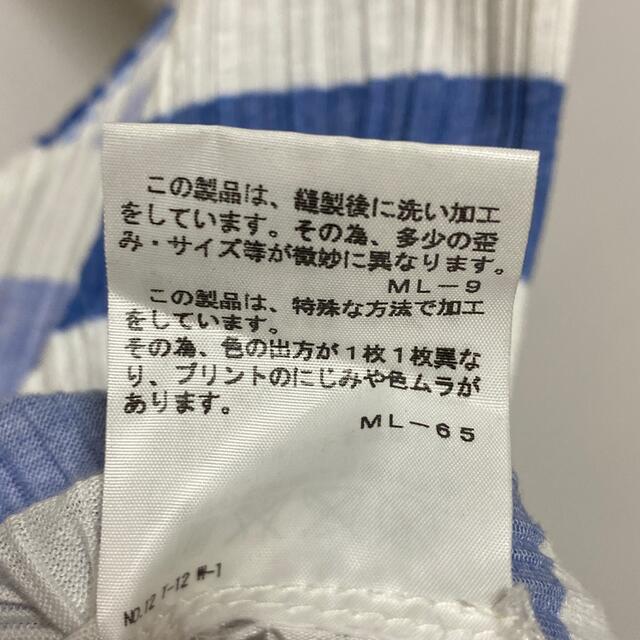 この製品は、縫製後に洗い加工
をしています。その為、多少の歪
み・サイズ等が微妙に異なります。
ML－9
この製品は、特殊な方法で加工
をしています。
その為、色の出方が1枚1枚異な
り、プリントのにじみや色ムラが
あります。
ML－65
NO.12 T-12 W-1